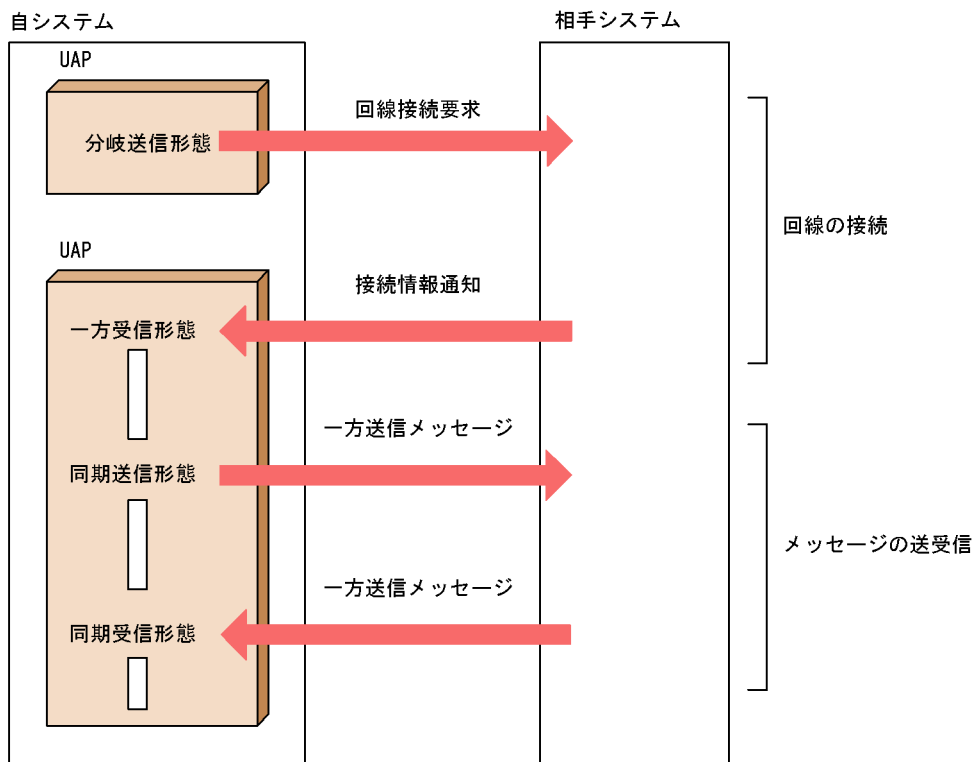 自システム
相手システム
UAP
分岐送信形態
回線接続要求
回線の接続
UAP
接続情報通知
一方受信形態
一方送信メッセージ
同期送信形態
メッセージの送受信
一方送信メッセージ
同期受信形態